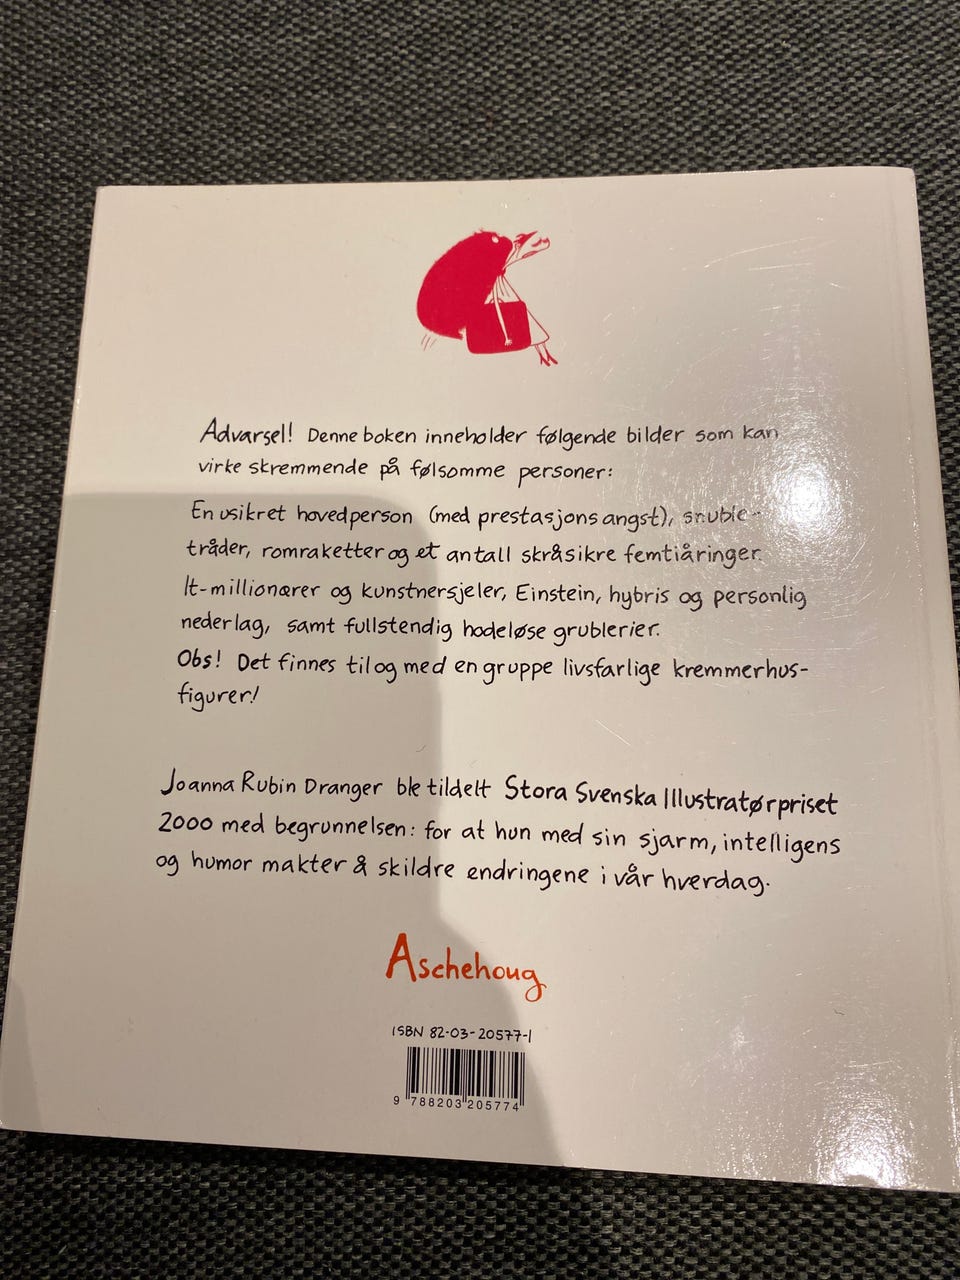 Advarsel! Denne boken inneholder følgende bilder som kan
virke skremmende på følsomme personer:
En usikret hovedperson (med prestasjonsangst), snuble-
tråder, romraketter og et antall skråsikre femtiåringer.
It-millionærer og kunstnersjeler, Einstein, hybris og personlig
nederlag, samt fullstendig hodeløse grublerier.
Obs! Det finnes til og med en gruppe livsfarlige kremmerhus-
figurer!
Joanna Rubin Dranger ble tildelt Stora Svenska Illustratørpriset
2000 med begrunnelsen: for at hun med sin sjarm, intelligens
og humor makter å skildre endringene i vår hverdag.
Aschehoug
ISBN 82-03-20577-1
9 788203 205774